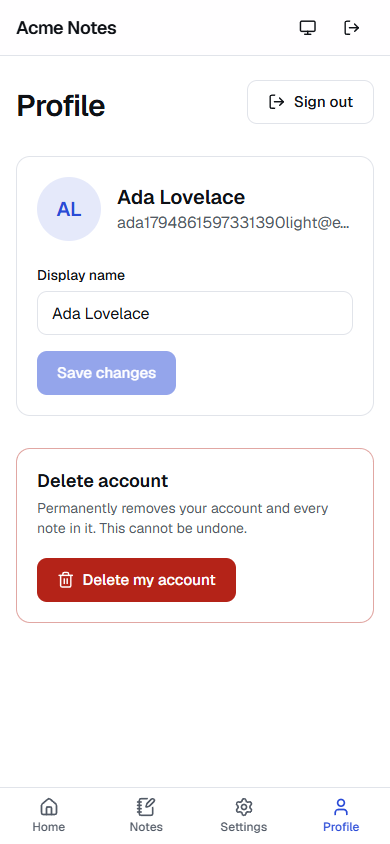 Acme Notes
Profile
Sign out
AL
Ada Lovelace
ada1794861597331390light@e...
Display name
Ada Lovelace
Save changes
Delete account
Permanently removes your account and every
note in it. This cannot be undone.
Delete my account
Home
Notes
Settings
Profile